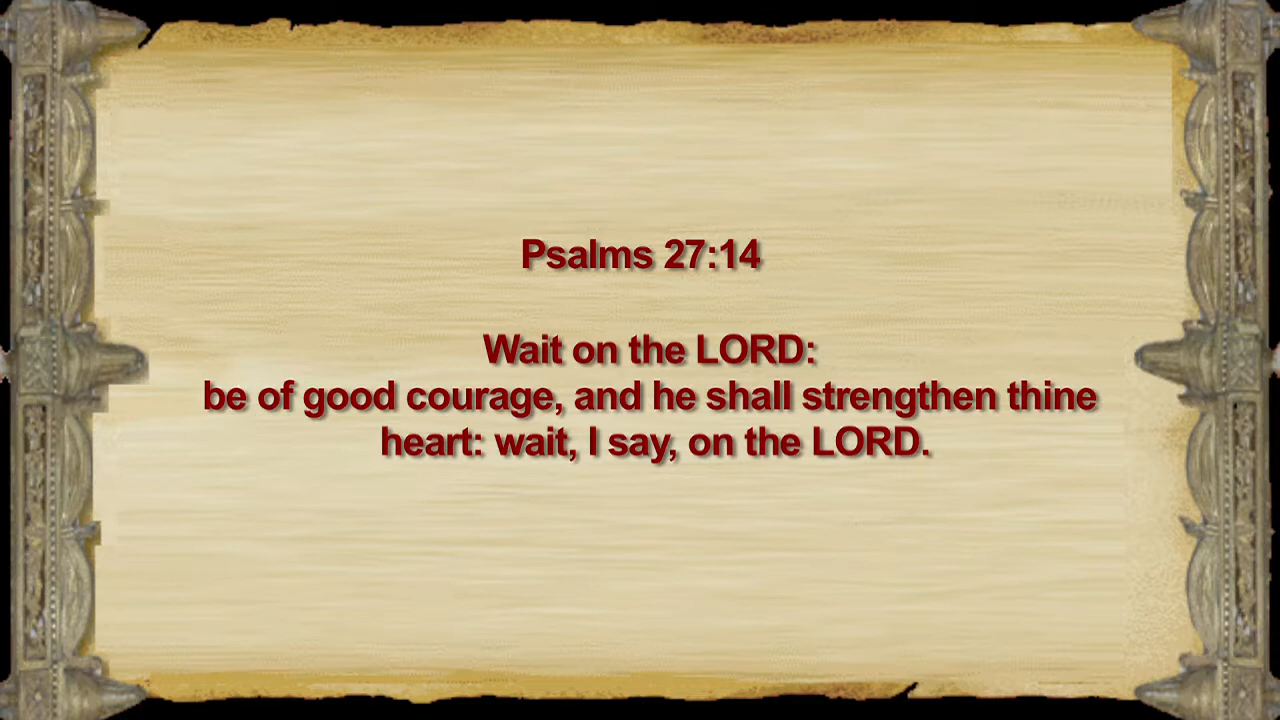 Psalms 27:14
Wait on the LORD:
be of good courage, and he shall strengthen thine
heart: wait, I say, on the LORD.